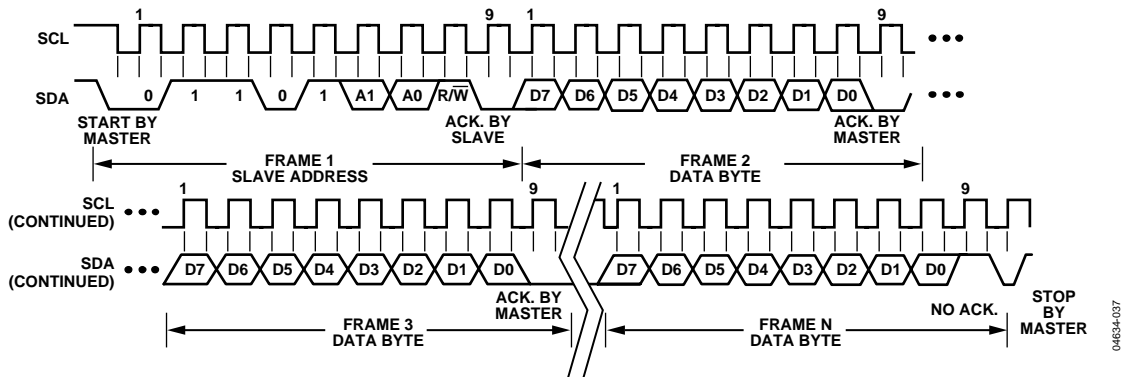 1 9 1 9
SCL
SDA 0 1 1 0 1 A1 A0 R/W̅ D7 D6 D5 D4 D3 D2 D1 D0
START BY MASTER
ACK. BY SLAVE
ACK. BY MASTER
FRAME 1
SLAVE ADDRESS
FRAME 2
DATA BYTE
1 9 1 9
SCL
(CONTINUED)
SDA
(CONTINUED)
D7 D6 D5 D4 D3 D2 D1 D0 D7 D6 D5 D4 D3 D2 D1 D0
ACK. BY
MASTER
NO ACK.
STOP
BY
MASTER
FRAME 3
DATA BYTE
FRAME N
DATA BYTE
04634-037